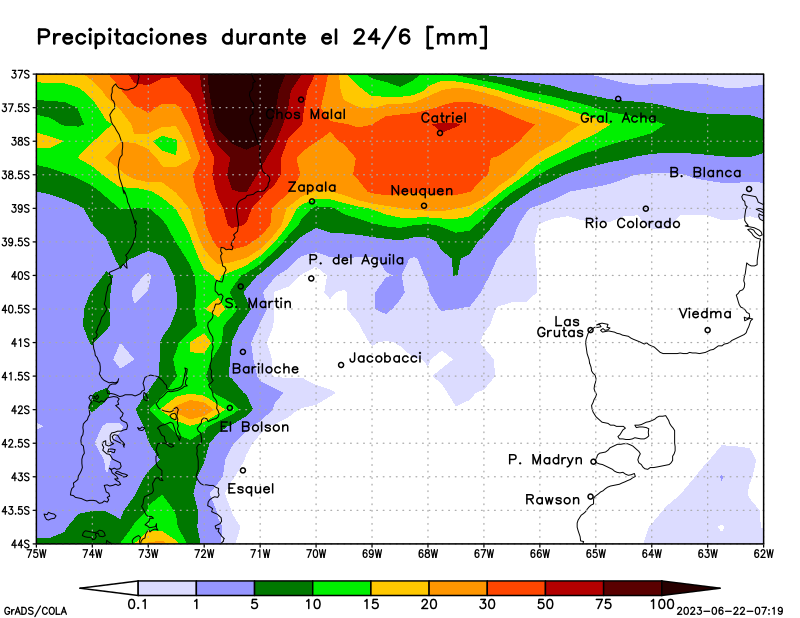 Precipitaciones durante el 24/6 [mm]
37S
37.5S
38S
38.5S
39S
39.5S
40S
40.5S
41S
41.5S
42S
42.5S
43S
43.5S
44S
Chos Malal
Catriel
Gral. Acha
B. Blanca
Zapala
Neuquen
Rio Colorado
P. del Aguila
S. Martin
Viedma
Las
Grutas
Jacobacci
Bariloche
El Bolson
P. Madryn
Esquel
Rawson
75W 74W 73W 72W 71W 70W 69W 68W 67W 66W 65W 64W 63W 62W
0.1 1 5 10 15 20 30 50 75 100
GrADS/COLA
2023-06-22-07:19